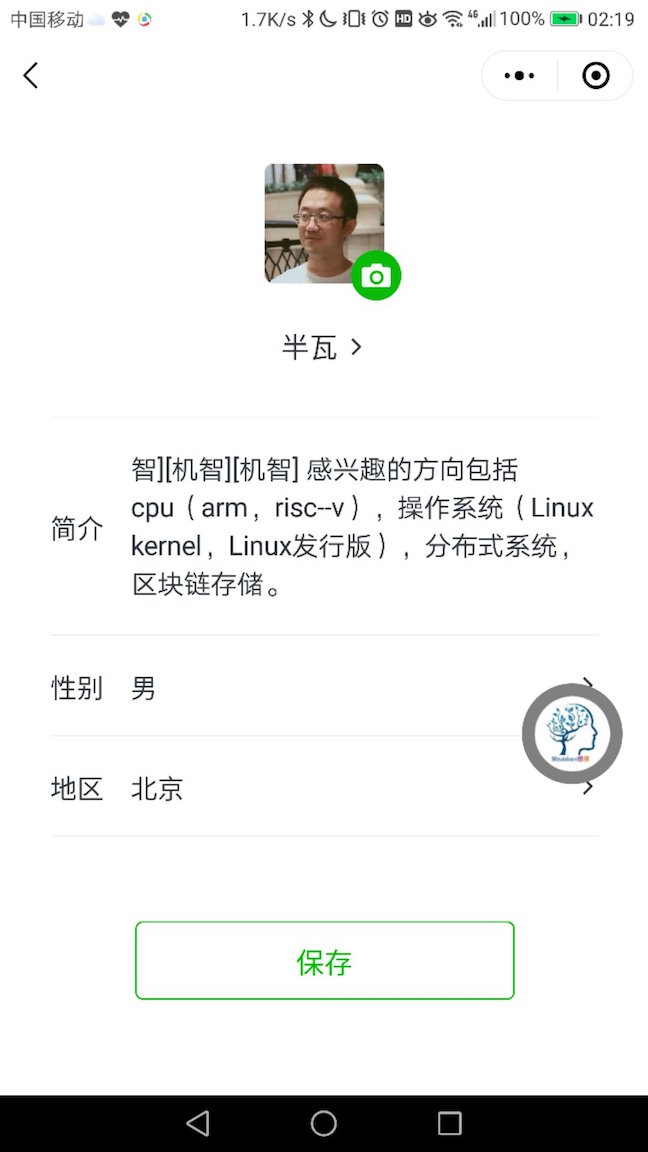 中国移动 1.7K/s HD 4G 100% 02:19
半瓦
智][机智][机智] 感兴趣的方向包括
简介
cpu（arm，risc--v），操作系统（Linux
kernel，Linux发行版），分布式系统，
区块链存储。
性别 男
地区 北京
保存